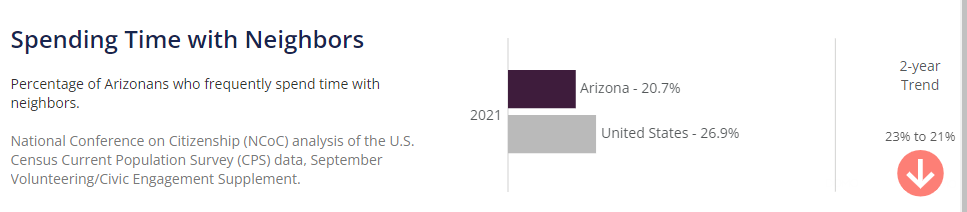 Spending Time with Neighbors
Percentage of Arizonans who frequently spend time with
neighbors.
National Conference on Citizenship (NCoC) analysis of the U.S.
Census Current Population Survey (CPS) data, September
Volunteering/Civic Engagement Supplement.
2021
Arizona - 20.7%
United States - 26.9%
2-year
Trend
23% to 21%